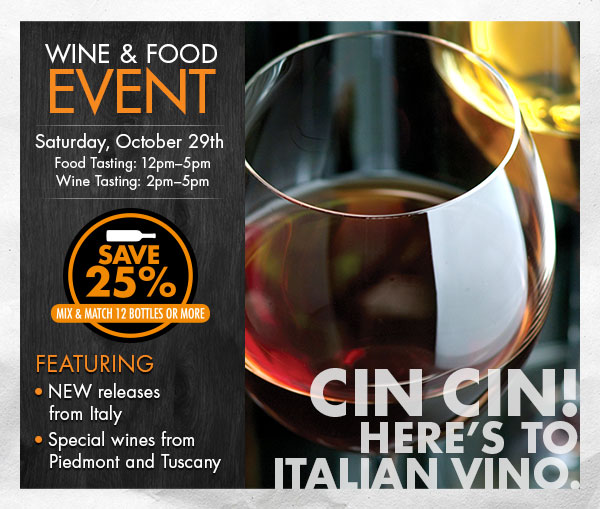 WINE & FOOD
EVENT
Saturday, October 29th
Food Tasting: 12pm–5pm
Wine Tasting: 2pm–5pm
SAVE
25%
MIX & MATCH 12 BOTTLES OR MORE
FEATURING
• NEW releases
from Italy
• Special wines from
Piedmont and Tuscany
CIN CIN!
HERE'S TO
ITALIAN VINO.